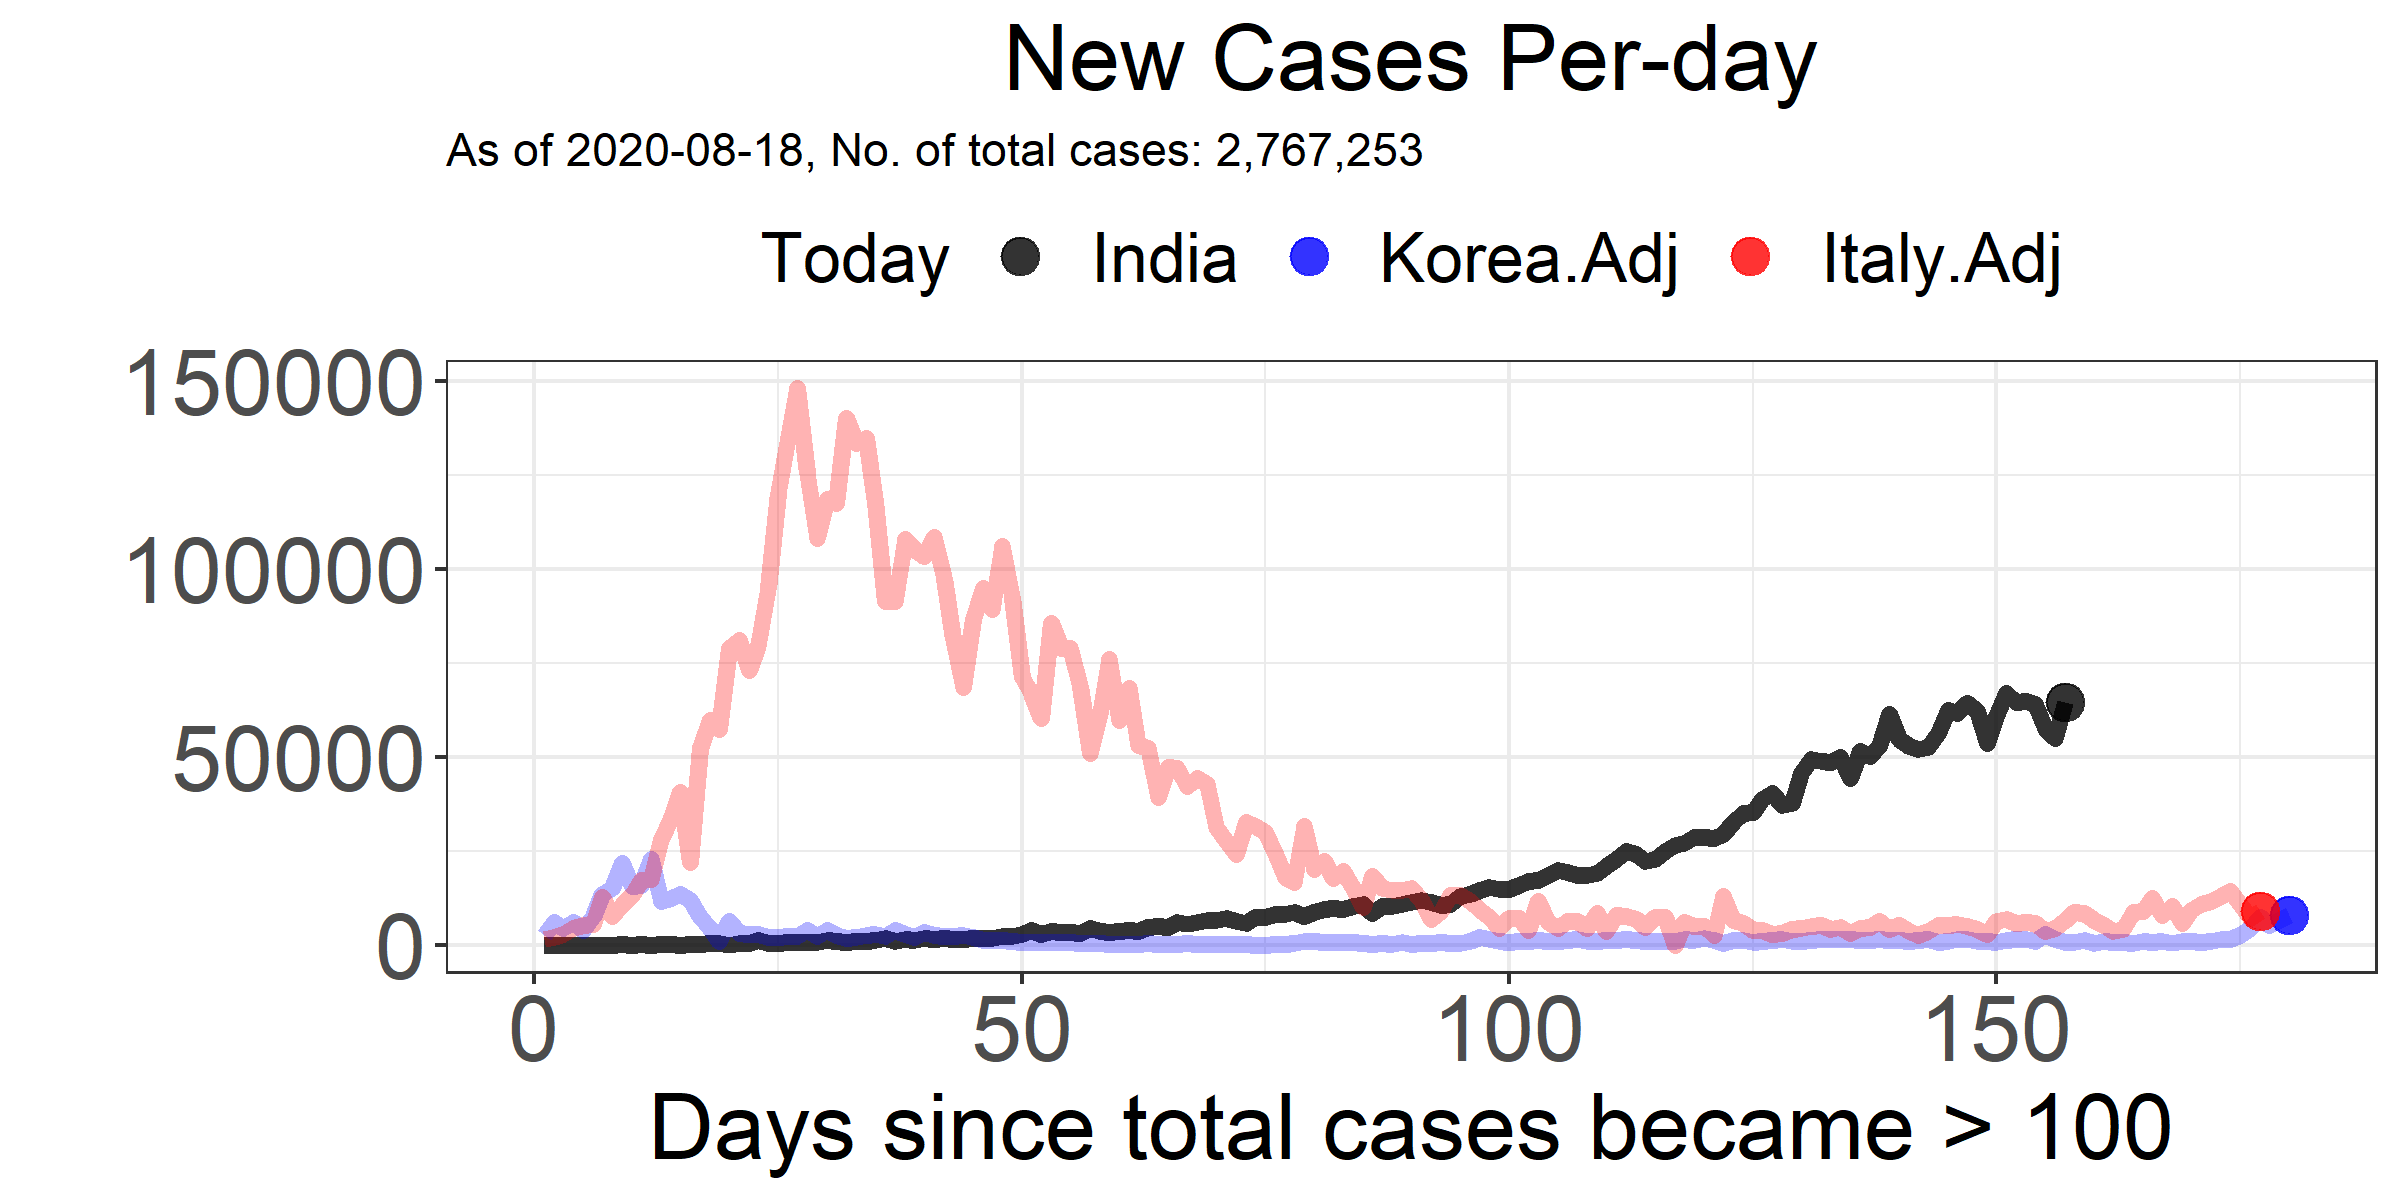 New Cases Per-day
As of 2020-08-18, No. of total cases: 2,767,253
Today India Korea.Adj Italy.Adj
150000
100000
50000
0
0 50 100 150
Days since total cases became > 100